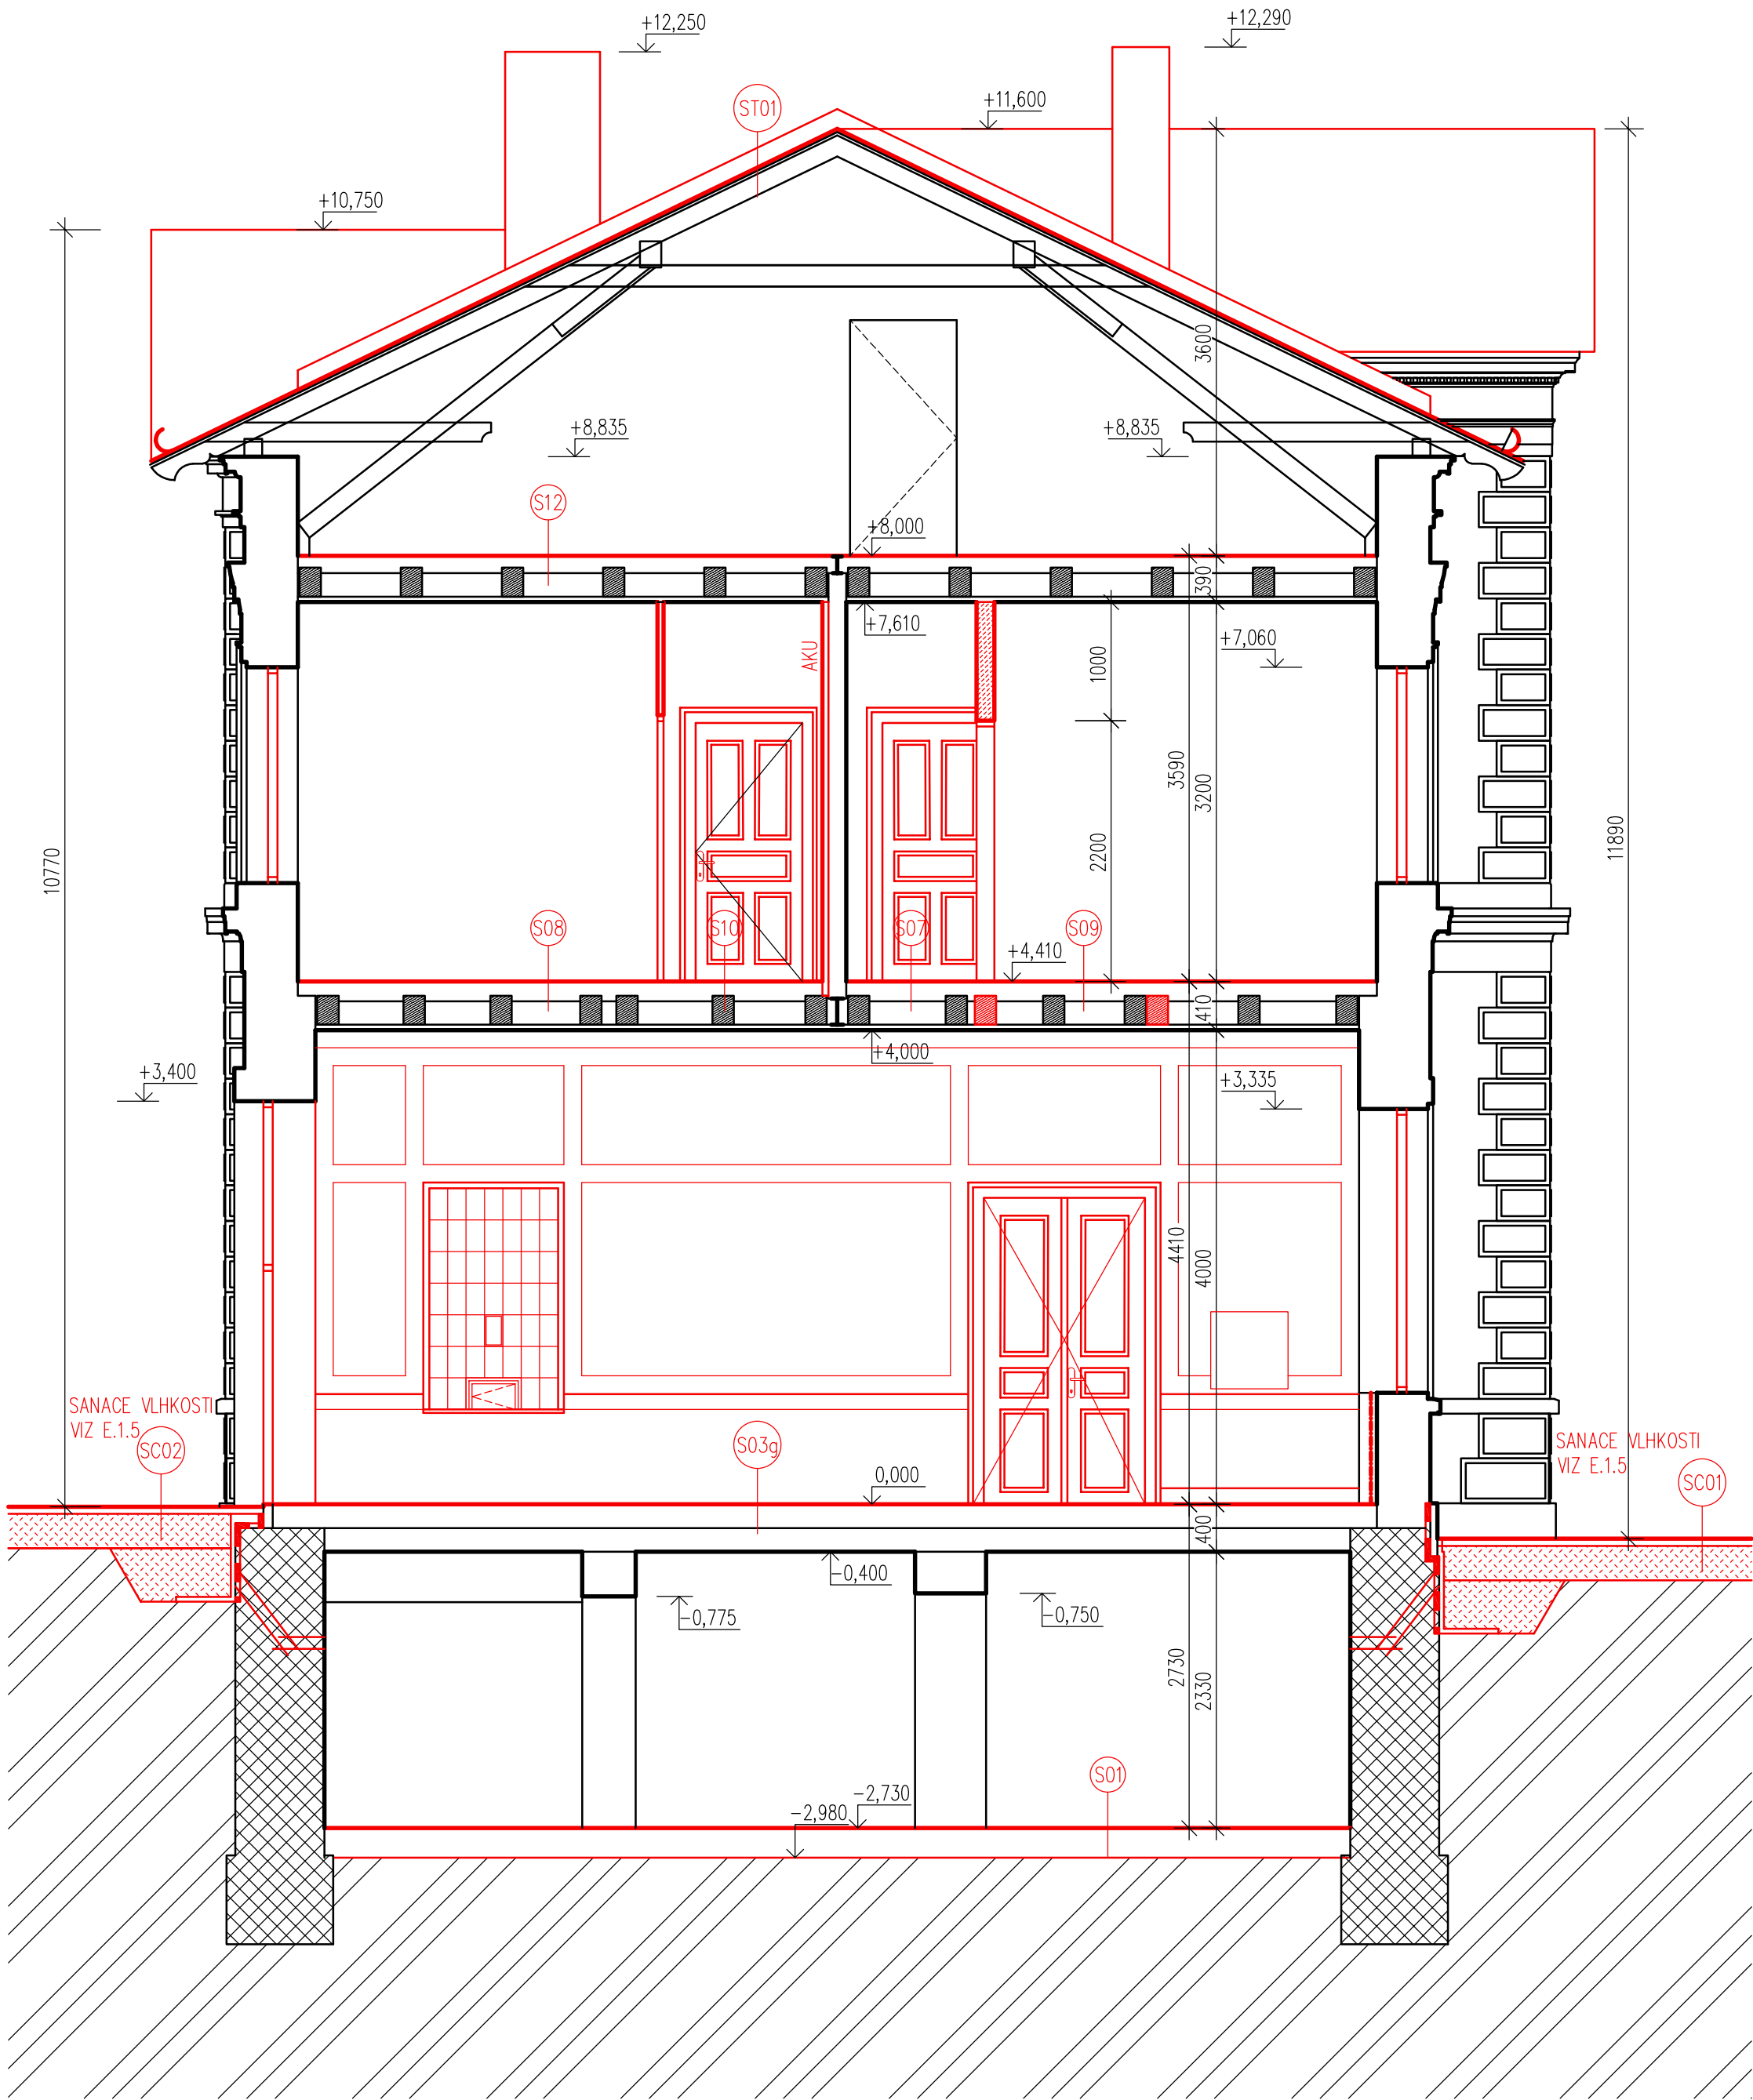 +12,250
+12,290
ST01
+11,600
+10,750
3600
+8,835
+8,835
S12
+8,000
390
+7,610
+7,060
AKU
1000
3590
3200
2200
10770
11890
S08
S10
S07
S09
+4,410
410
+4,000
+3,400
+3,335
4410
4000
SANACE VLHKOSTI
VIZ E.1.5
SC02
S03g
0,000
SANACE VLHKOSTI
VIZ E.1.5
SC01
400
-0,400
-0,775
-0,750
2730
2330
S01
-2,730
-2,980